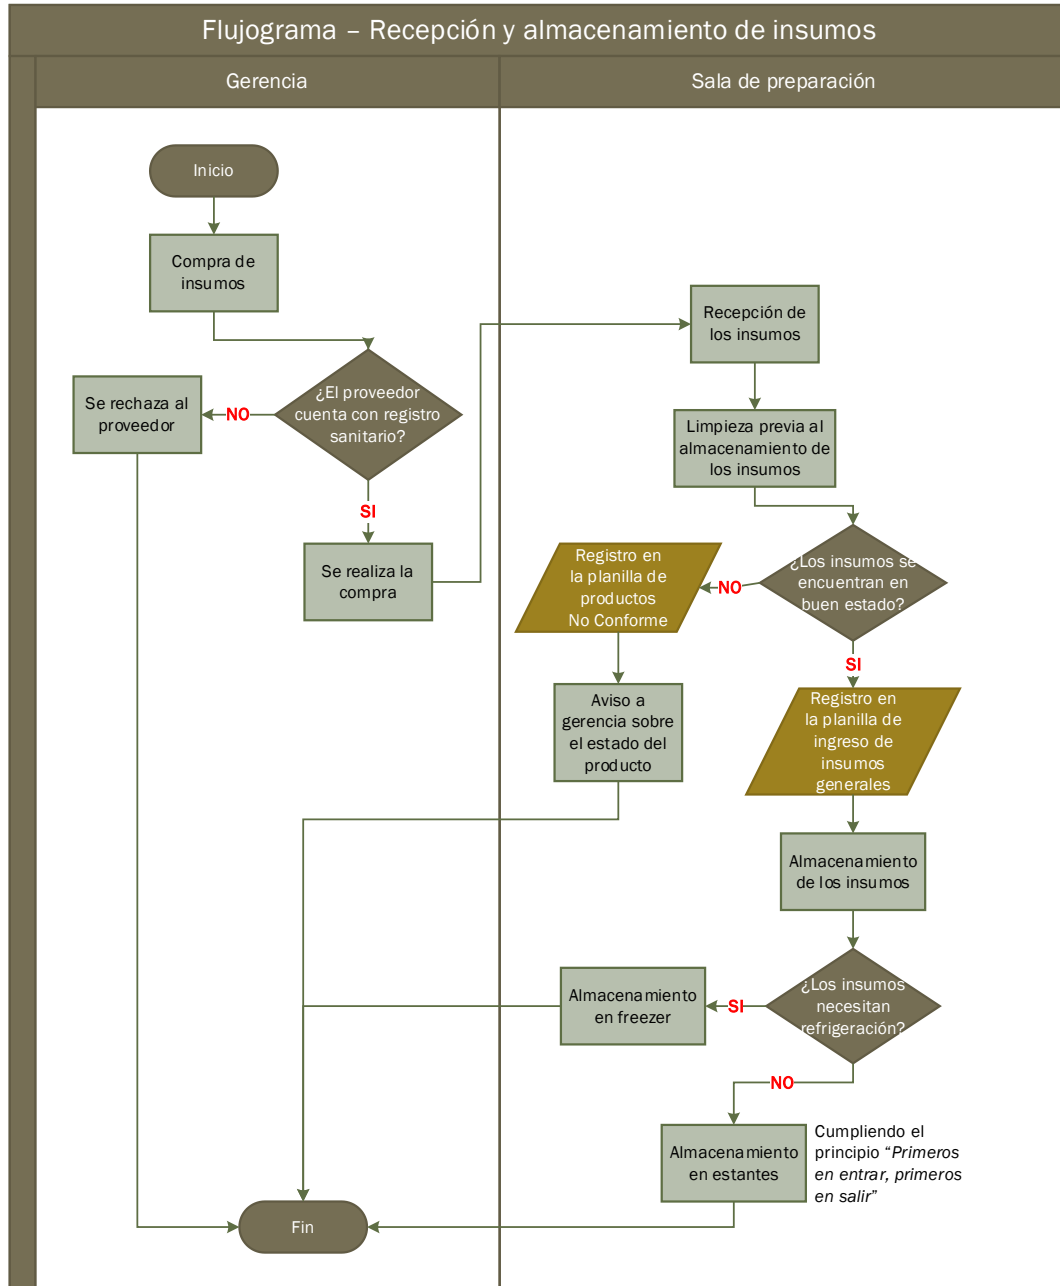 Flujograma – Recepción y almacenamiento de insumos
Gerencia
Sala de preparación
Inicio
Compra de
insumos
¿El proveedor
cuenta con registro
sanitario?
NO
Se rechaza al
proveedor
SI
Se realiza la
compra
Recepción de
los insumos
Limpieza previa al
almacenamiento de
los insumos
¿Los insumos se
encuentran en
buen estado?
NO
Registro en
la planilla de
productos
No Conforme
Aviso a
gerencia sobre
el estado del
producto
SI
Registro en
la planilla de
ingreso de
insumos
generales
Almacenamiento
de los insumos
¿Los insumos
necesitan
refrigeración?
SI
Almacenamiento
en freezer
NO
Almacenamiento
en estantes
Cumpliendo el
principio “Primeros
en entrar, primeros
en salir”
Fin